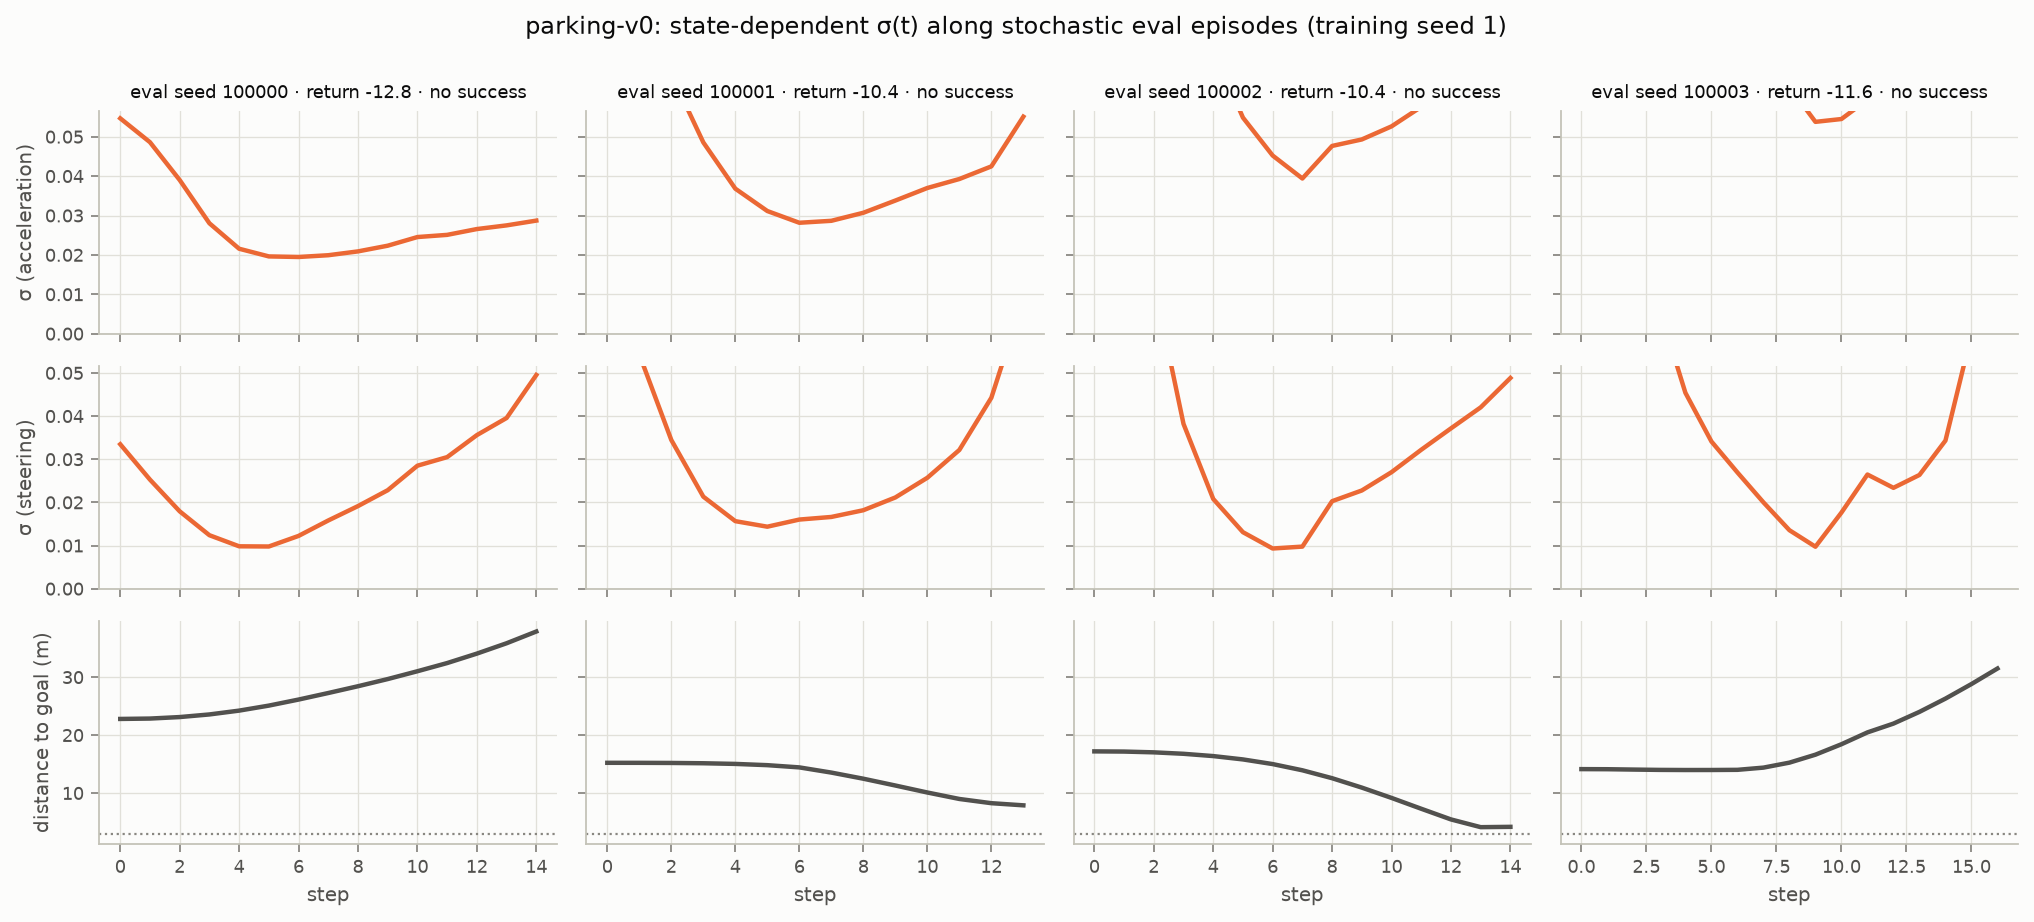 parking-v0: state-dependent σ(t) along stochastic eval episodes (training seed 1)
eval seed 100000 · return -12.8 · no success
eval seed 100001 · return -10.4 · no success
eval seed 100002 · return -10.4 · no success
eval seed 100003 · return -11.6 · no success
σ (acceleration)
0.05
0.04
0.03
0.02
0.01
0.00
σ (steering)
0.05
0.04
0.03
0.02
0.01
0.00
distance to goal (m)
30
20
10
0 2 4 6 8 10 12 14
step
0 2 4 6 8 10 12
step
0 2 4 6 8 10 12 14
step
0.0 2.5 5.0 7.5 10.0 12.5 15.0
step